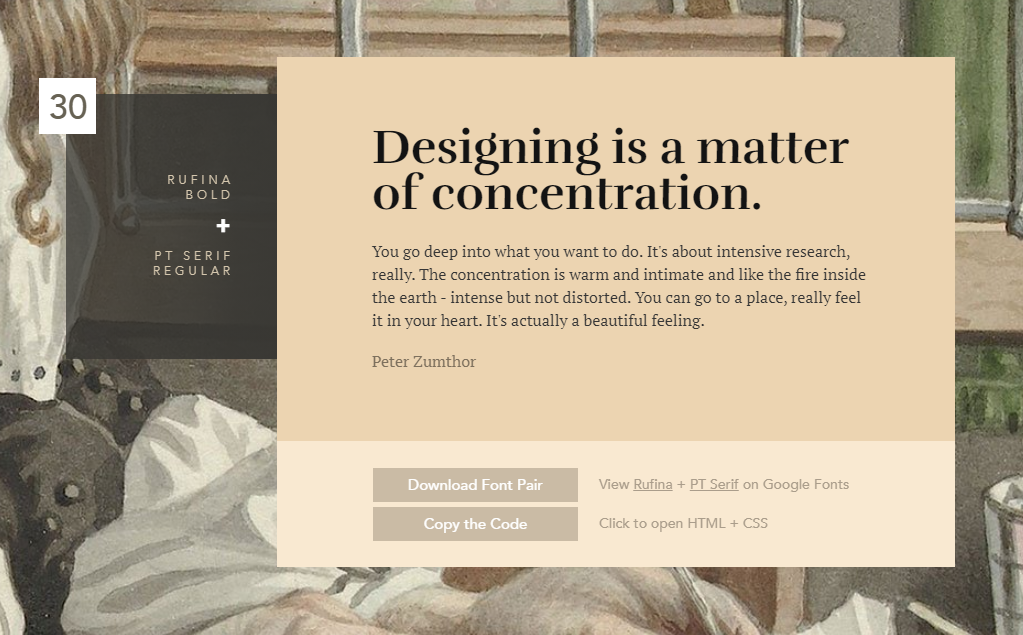 30
RUFINA
BOLD
+
PT SERIF
REGULAR
Designing is a matter
of concentration.
You go deep into what you want to do. It's about intensive research,
really. The concentration is warm and intimate and like the fire inside
the earth - intense but not distorted. You can go to a place, really feel
it in your heart. It's actually a beautiful feeling.
Peter Zumthor
Download Font Pair
View Rufina + PT Serif on Google Fonts
Copy the Code
Click to open HTML + CSS